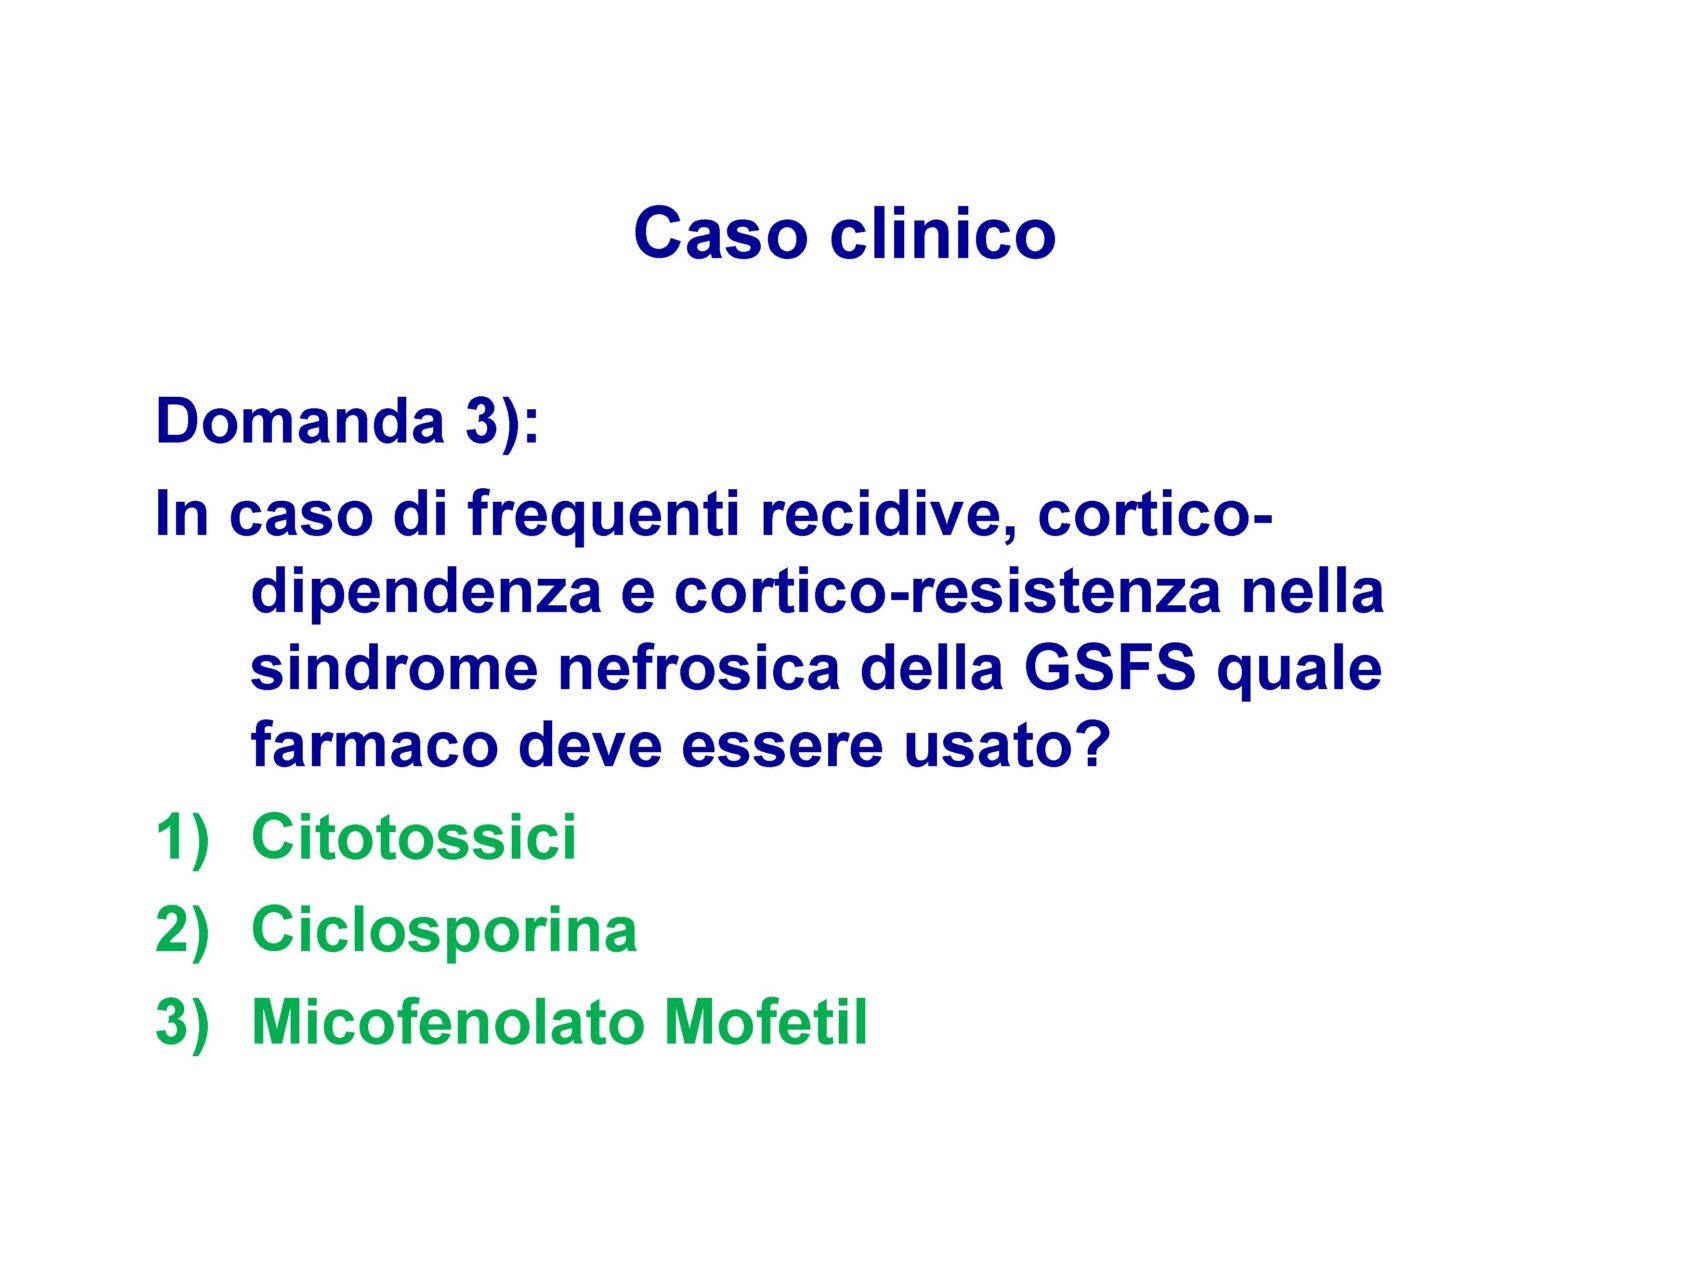 Caso clinico
Domanda 3):
In caso di frequenti recidive, cortico-
dipendenza e cortico-resistenza nella
sindrome nefrosica della GSFS quale
farmaco deve essere usato?
1) Citotossici
2) Ciclosporina
3) Micofenolato Mofetil